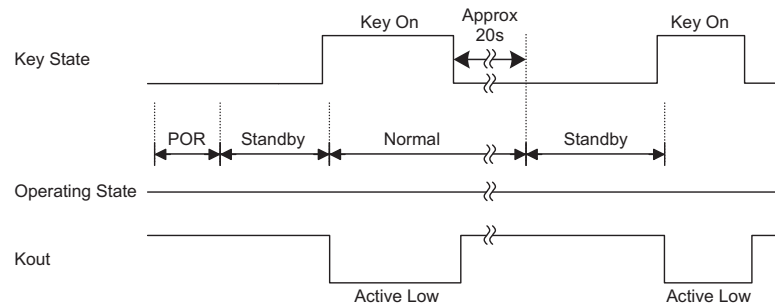 Key On
Approx
20s
Key On
Key State
POR
Standby
Normal
Standby
Operating State
Kout
Active Low
Active Low